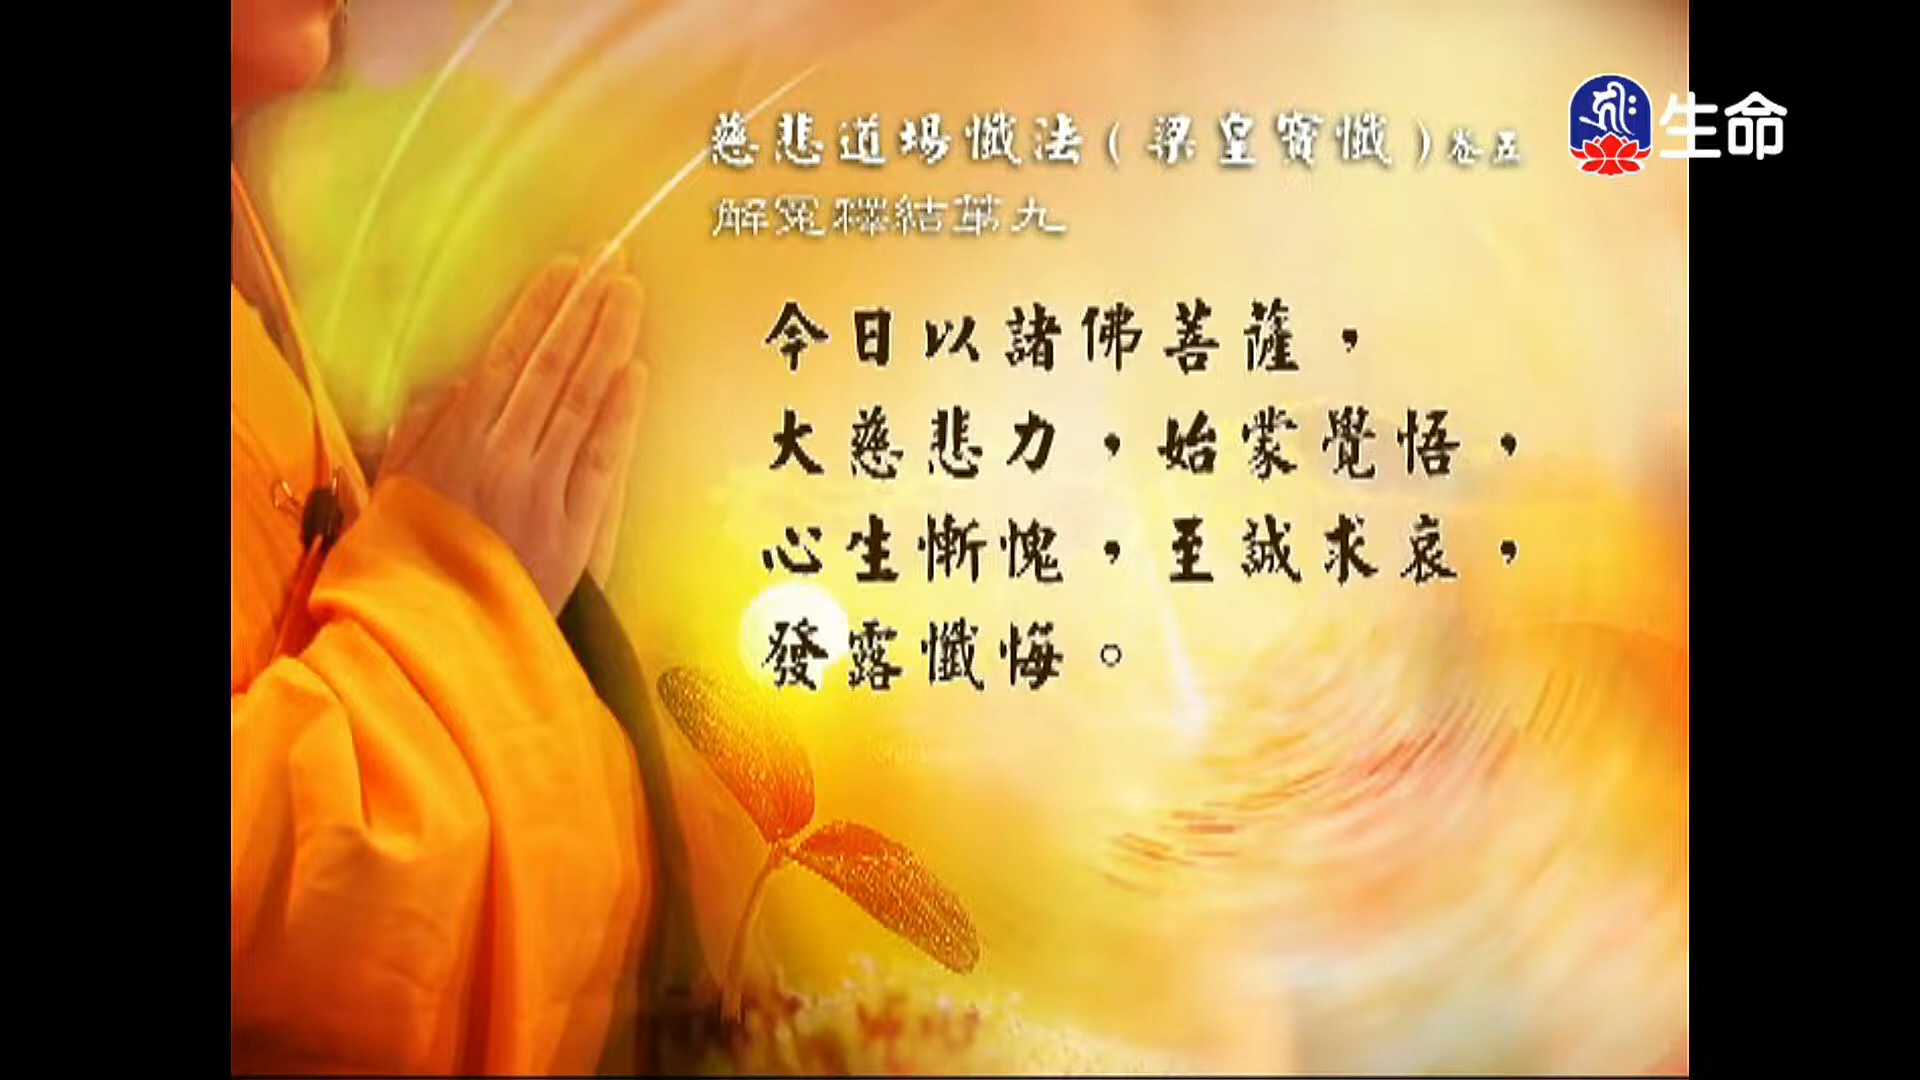 慈悲道場懺法(梁皇寶懺)卷五
生命
解冤釋結第九
今日以諸佛菩薩，
大慈悲力，始蒙覺悟，
心生慚愧，至誠求哀，
發露懺悔。